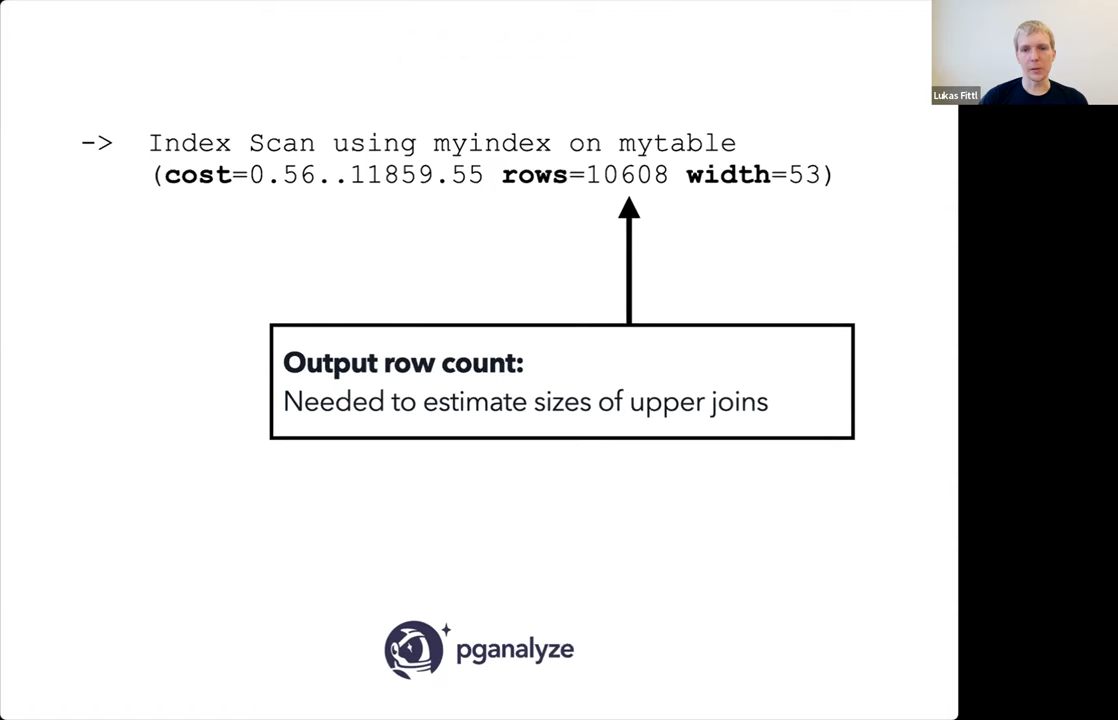 Lukas Fittl
-> Index Scan using myindex on mytable
(cost=0.56..11859.55 rows=10608 width=53)
Output row count:
Needed to estimate sizes of upper joins
pganalyze